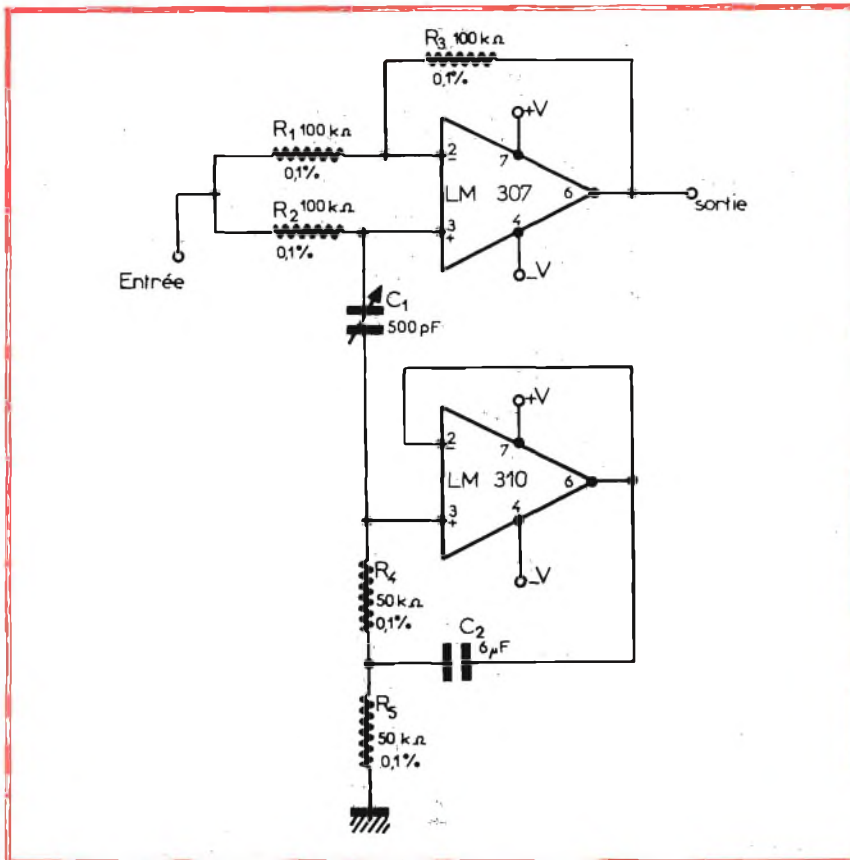 R3 100 kΩ
0,1%
+V
R1 100 kΩ
2
–
7
0,1%
LM 307
6
sortie
R2 100 kΩ
3
+
4
0,1%
Entrée
–V
C1
500 pF
+V
2
–
7
LM 310
6
3
+
4
R4
–V
50 kΩ
0,1%
C2
6µF
R5
50 kΩ
0,1%